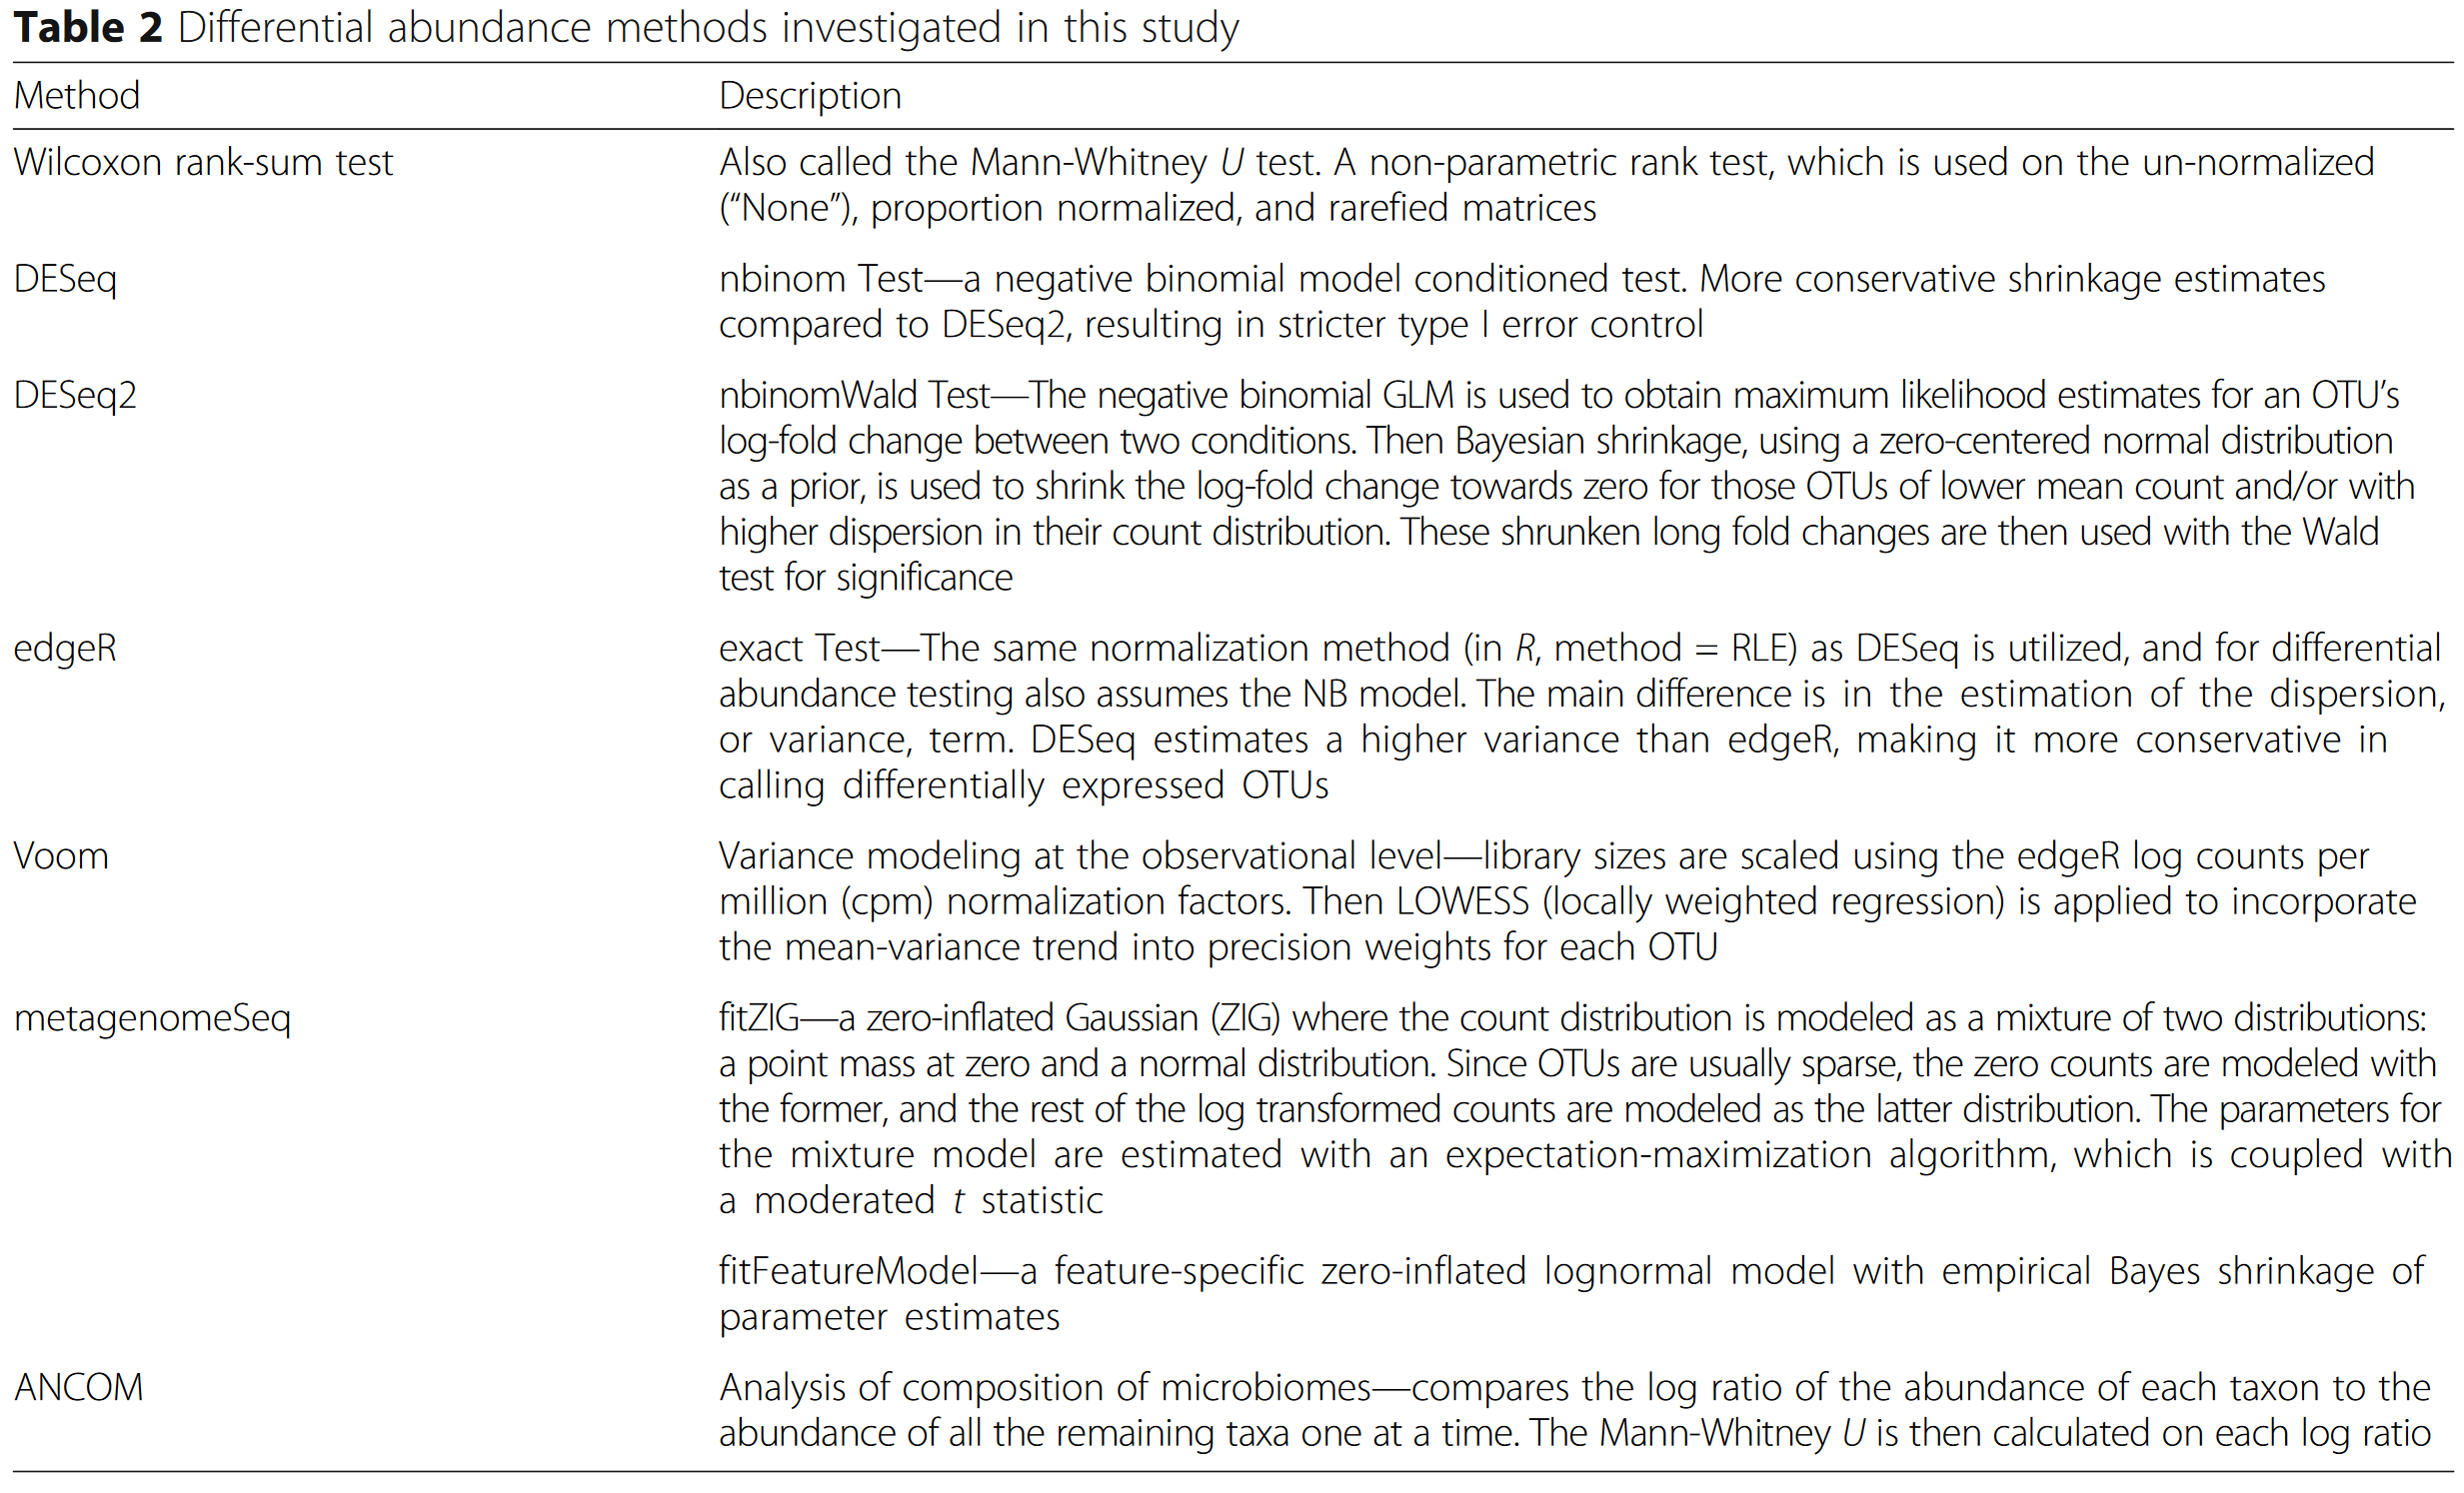 Table 2 Differential abundance methods investigated in this study
Method Description
Wilcoxon rank-sum test Also called the Mann-Whitney U test. A non-parametric rank test, which is used on the un-normalized
(“None”), proportion normalized, and rarefied matrices
DESeq nbinom Test—a negative binomial model conditioned test. More conservative shrinkage estimates
compared to DESeq2, resulting in stricter type I error control
DESeq2 nbinomWald Test—The negative binomial GLM is used to obtain maximum likelihood estimates for an OTU’s
log-fold change between two conditions. Then Bayesian shrinkage, using a zero-centered normal distribution
as a prior, is used to shrink the log-fold change towards zero for those OTUs of lower mean count and/or with
higher dispersion in their count distribution. These shrunken long fold changes are then used with the Wald
test for significance
edgeR exact Test—The same normalization method (in R, method = RLE) as DESeq is utilized, and for differential
abundance testing also assumes the NB model. The main difference is in the estimation of the dispersion,
or variance, term. DESeq estimates a higher variance than edgeR, making it more conservative in
calling differentially expressed OTUs
Voom Variance modeling at the observational level—library sizes are scaled using the edgeR log counts per
million (cpm) normalization factors. Then LOWESS (locally weighted regression) is applied to incorporate
the mean-variance trend into precision weights for each OTU
metagenomeSeq fitZIG—a zero-inflated Gaussian (ZIG) where the count distribution is modeled as a mixture of two distributions:
a point mass at zero and a normal distribution. Since OTUs are usually sparse, the zero counts are modeled with
the former, and the rest of the log transformed counts are modeled as the latter distribution. The parameters for
the mixture model are estimated with an expectation-maximization algorithm, which is coupled with
a moderated t statistic
fitFeatureModel—a feature-specific zero-inflated lognormal model with empirical Bayes shrinkage of
parameter estimates
ANCOM Analysis of composition of microbiomes—compares the log ratio of the abundance of each taxon to the
abundance of all the remaining taxa one at a time. The Mann-Whitney U is then calculated on each log ratio